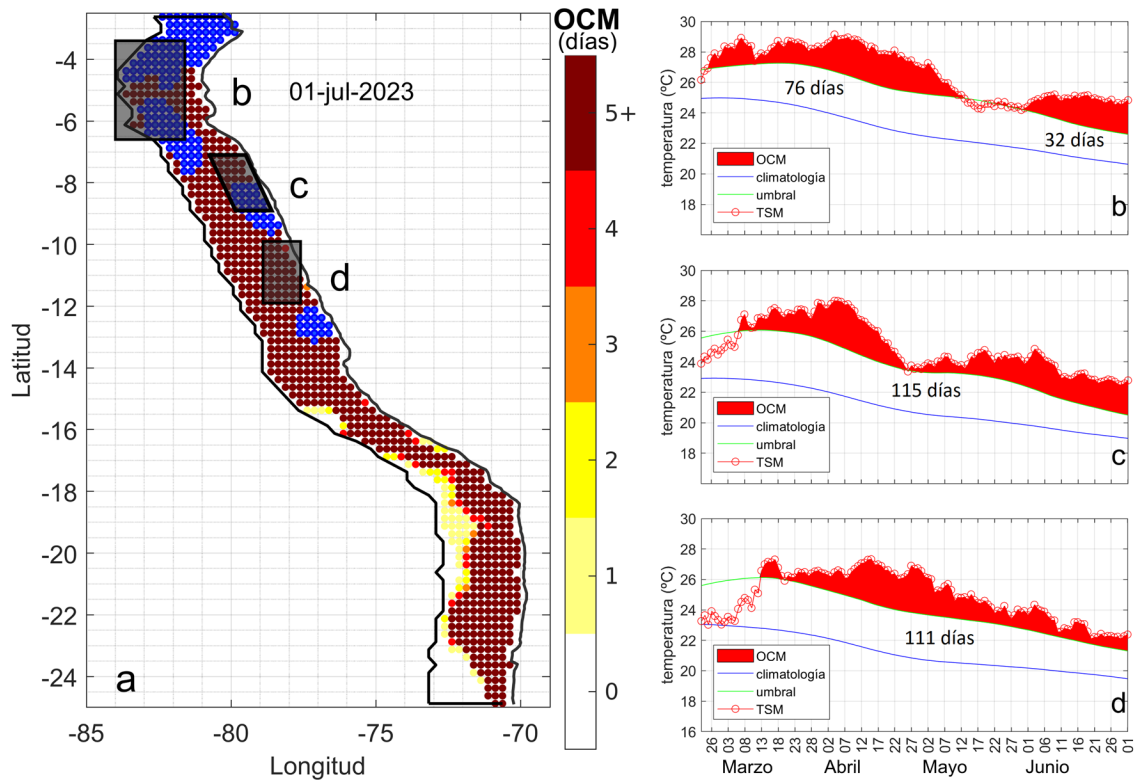 -4
-6
-8
-10
-12
-14
-16
-18
-20
-22
-24
Latitud
-85
-80
-75
-70
Longitud
a
b
c
d
01-jul-2023
OCM
(días)
5+
4
3
2
1
0
30
28
26
24
22
20
18
16
temperatura (ºC)
76 días
32 días
OCM
climatología
umbral
TSM
b
30
28
26
24
22
20
18
16
temperatura (ºC)
115 días
OCM
climatología
umbral
TSM
c
30
28
26
24
22
20
18
16
temperatura (ºC)
111 días
OCM
climatología
umbral
TSM
d
26 03 08 13 18 23 28 02 07 12 17 22 27 02 07 12 17 22 27 01 06 11 16 21 26 01
Marzo Abril Mayo Junio